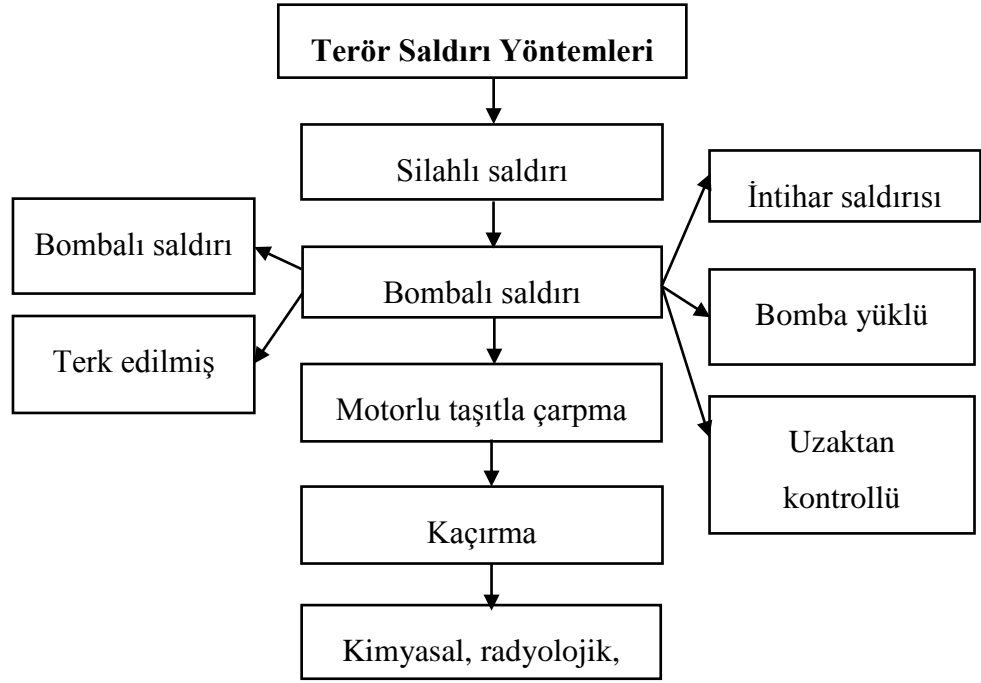 Terör Saldırı Yöntemleri
Silahlı saldırı
İntihar saldırısı
Bombalı saldırı
Bombalı saldırı
Bomba yüklü
Terk edilmiş
Motorlu taşıtla çarpma
Uzaktan
kontrollü
Kaçırma
Kimyasal, radyolojik,